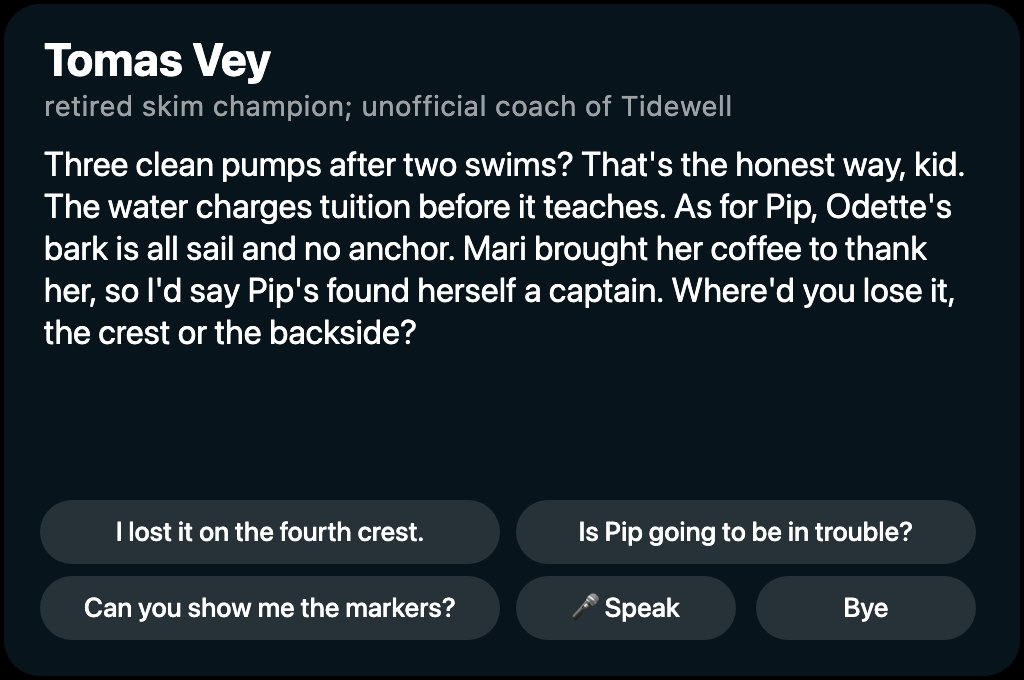 Tomas Vey
retired skim champion; unofficial coach of Tidewell
Three clean pumps after two swims? That's the honest way, kid.
The water charges tuition before it teaches. As for Pip, Odette's
bark is all sail and no anchor. Mari brought her coffee to thank
her, so I'd say Pip's found herself a captain. Where'd you lose it,
the crest or the backside?
I lost it on the fourth crest.
Is Pip going to be in trouble?
Can you show me the markers?
🎤 Speak
Bye